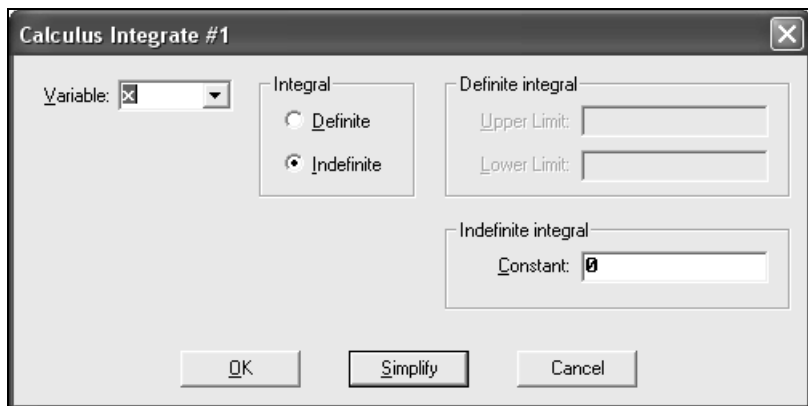 Calculus Integrate #1
Variable: x
Integral
Definite
Indefinite
Definite integral
Upper Limit:
Lower Limit:
Indefinite integral
Constant: 0
OK Simplify Cancel